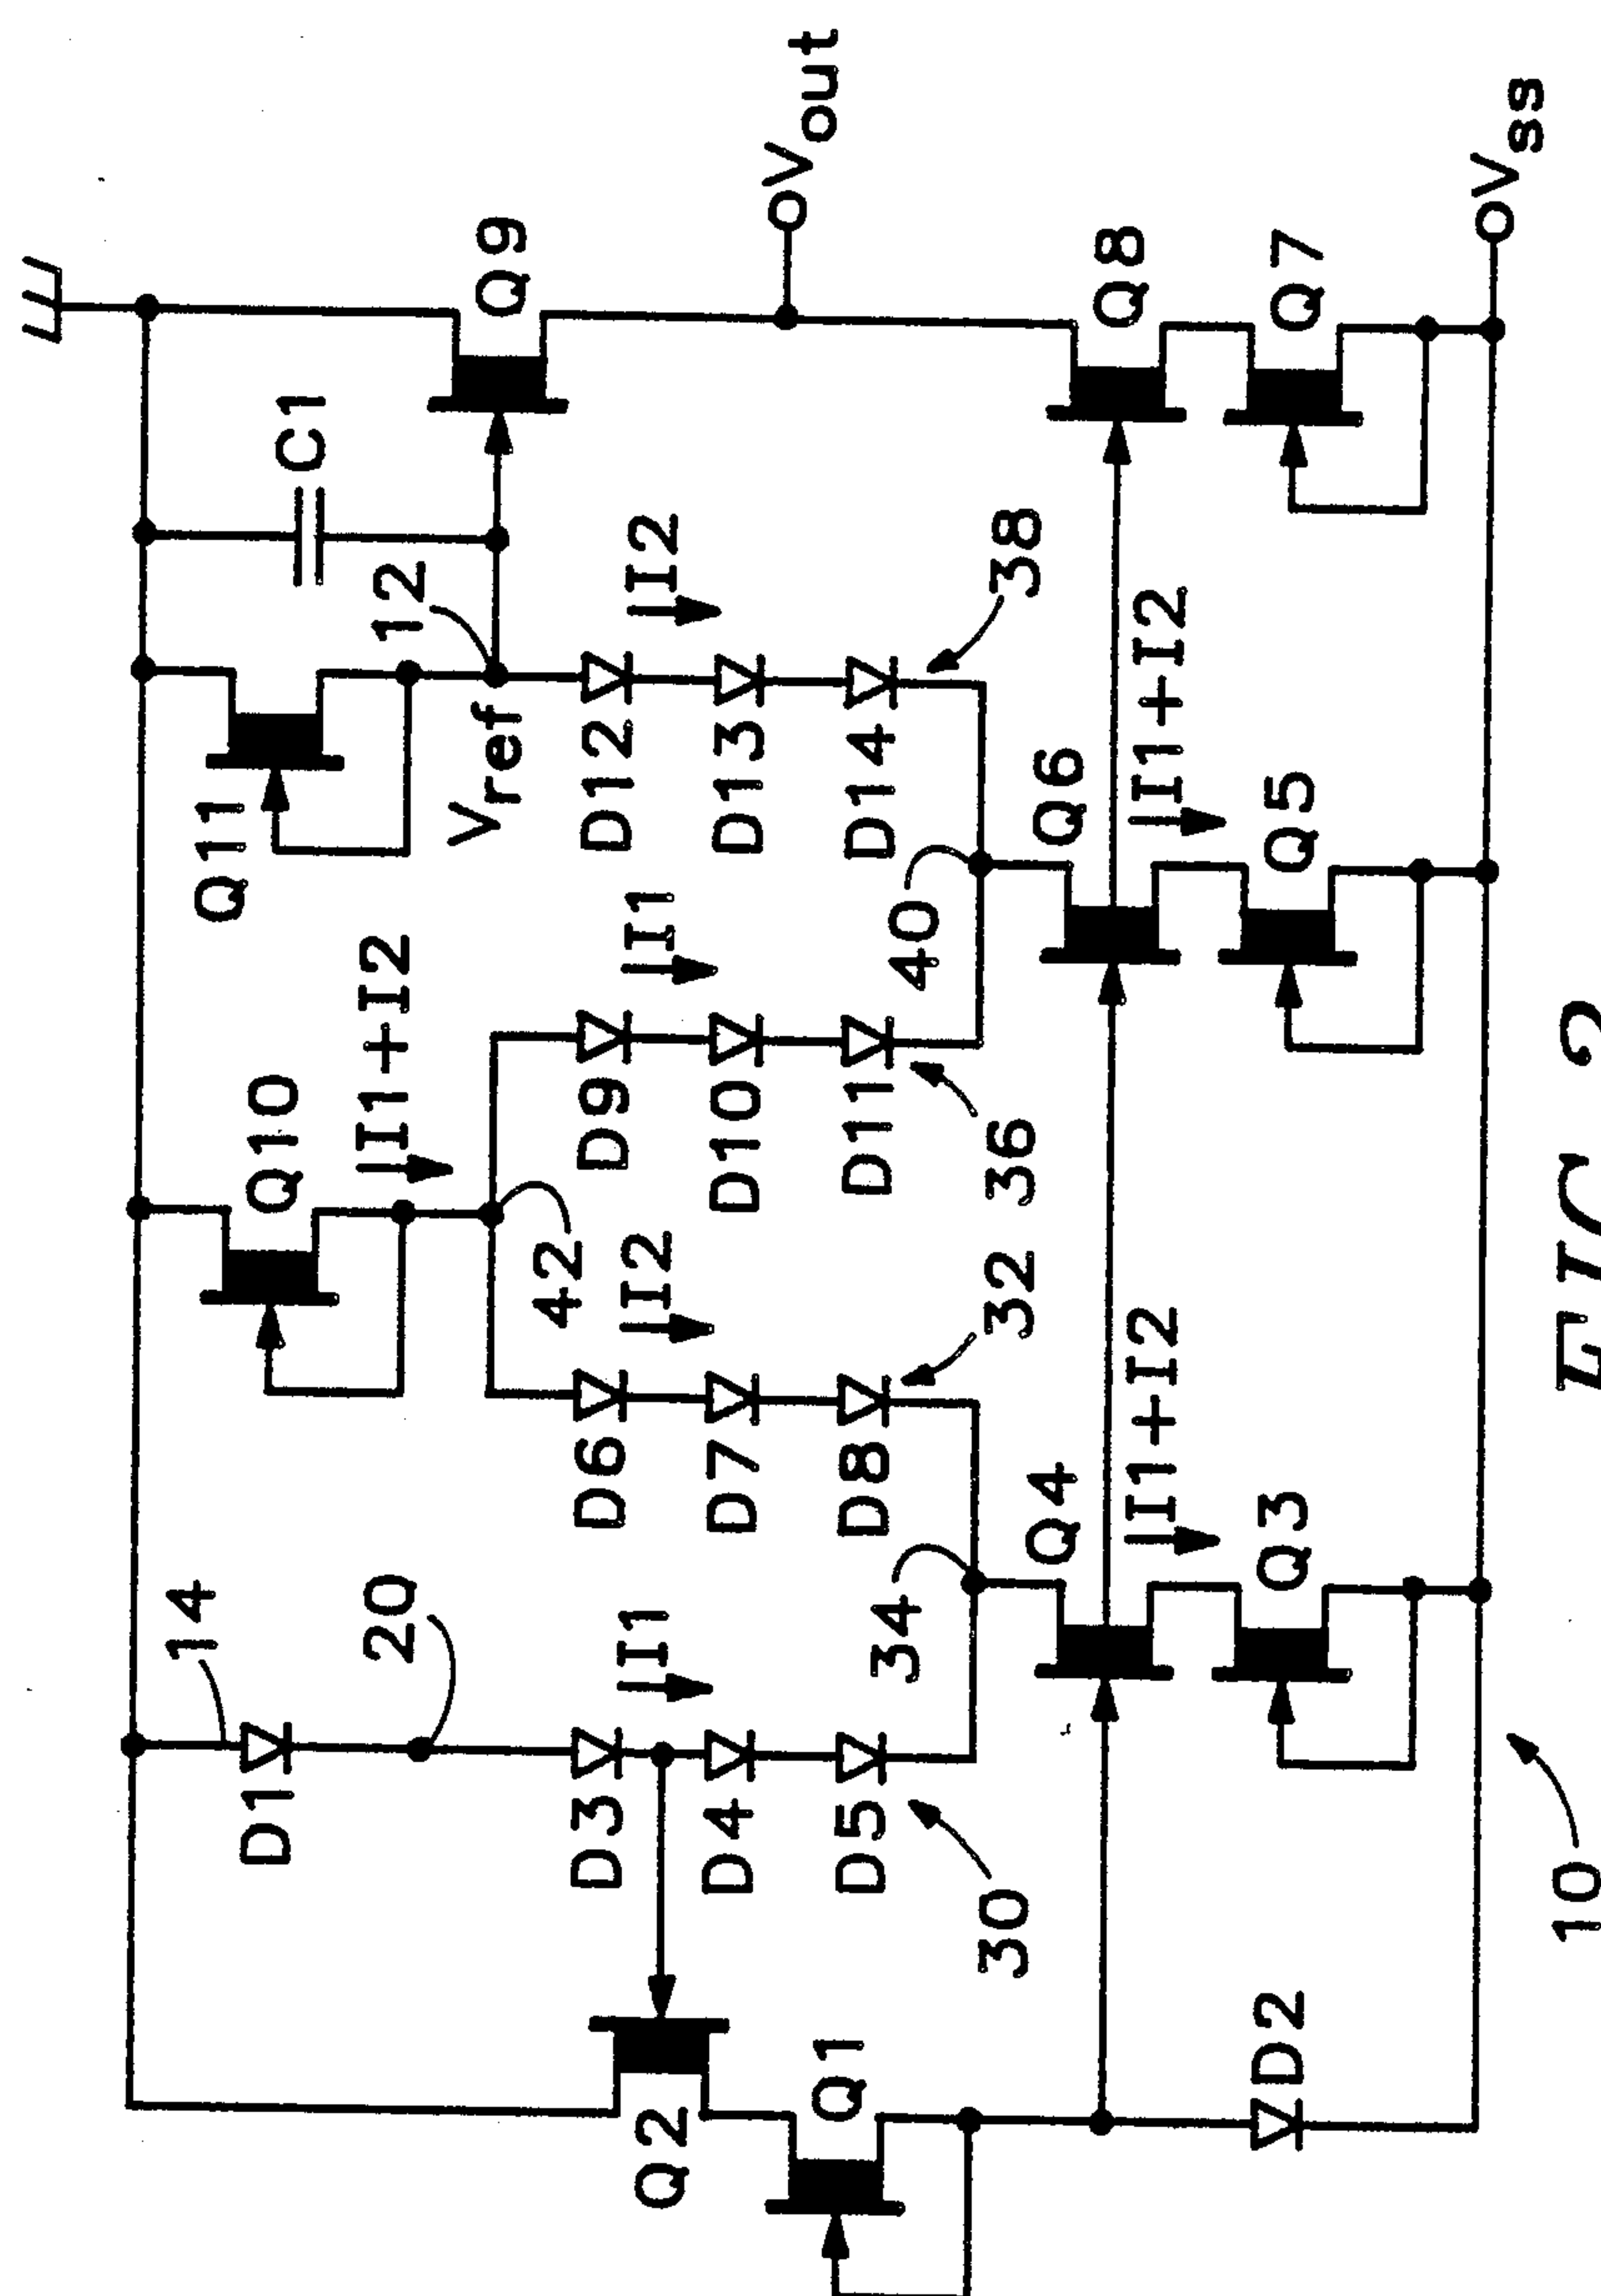 14
Q11
D1
Q10
C1
20
I1+I2
12
Vref
Q9
42
D3
D6
D9
D12
Q2
I1
I2
I1
I2
D4
D7
D10
D13
Vout
Q1
D5
D8
D11
D14
34
40
30
32
36
38
Q4
Q6
Q8
I1+I2
I1+I2
D2
Q3
Q5
Q7
Vss
10
FIG 2